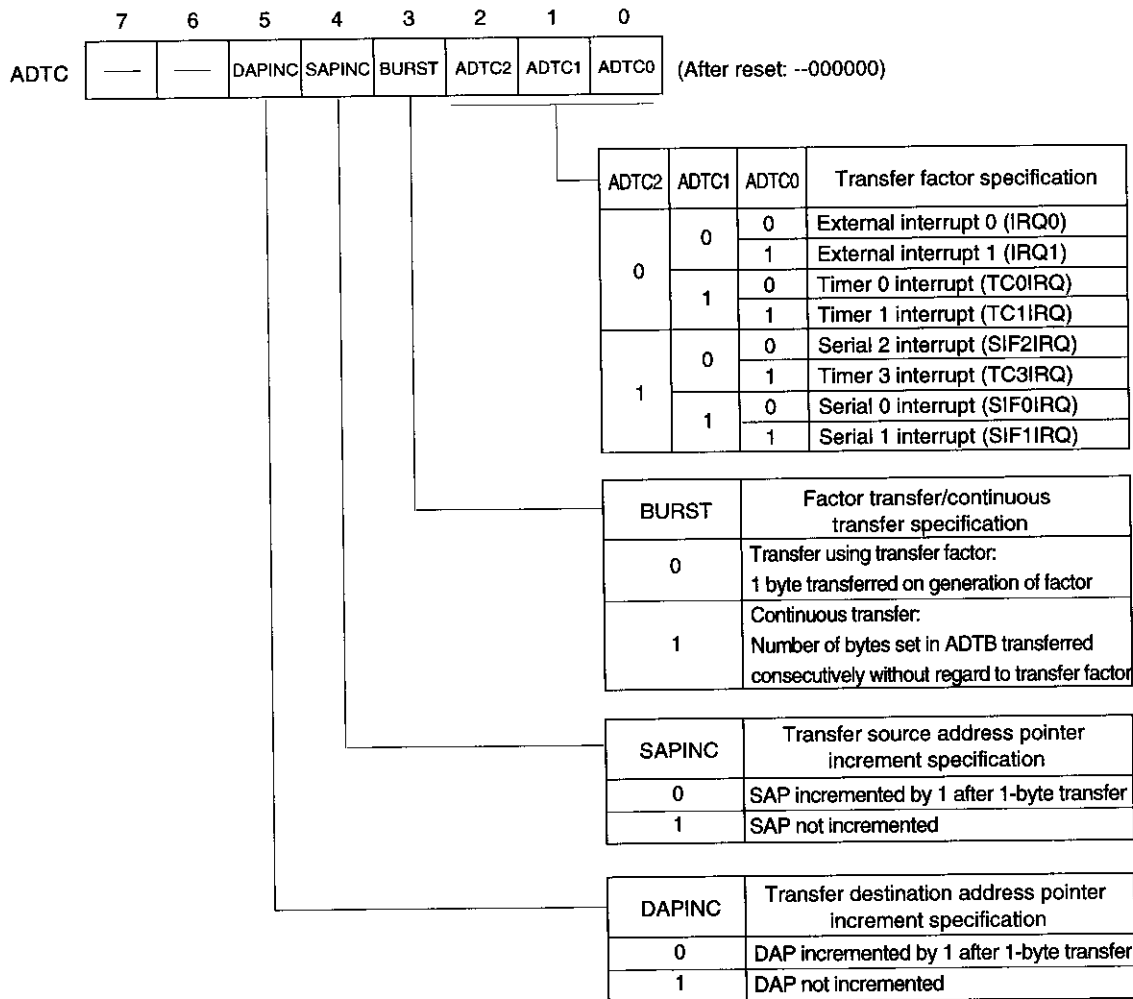 7 6 5 4 3 2 1 0
ADTC — — DAPINC SAPINC BURST ADTC2 ADTC1 ADTC0 (After reset: --000000)
ADTC2 ADTC1 ADTC0 Transfer factor specification
0 0 0 External interrupt 0 (IRQ0)
1 External interrupt 1 (IRQ1)
1 0 Timer 0 interrupt (TC0IRQ)
1 Timer 1 interrupt (TC1IRQ)
1 0 0 Serial 2 interrupt (SIF2IRQ)
1 Timer 3 interrupt (TC3IRQ)
1 0 Serial 0 interrupt (SIF0IRQ)
1 Serial 1 interrupt (SIF1IRQ)
BURST Factor transfer/continuous
transfer specification
0 Transfer using transfer factor:
1 byte transferred on generation of factor
1 Continuous transfer:
Number of bytes set in ADTB transferred
consecutively without regard to transfer factor
SAPINC Transfer source address pointer
increment specification
0 SAP incremented by 1 after 1-byte transfer
1 SAP not incremented
DAPINC Transfer destination address pointer
increment specification
0 DAP incremented by 1 after 1-byte transfer
1 DAP not incremented